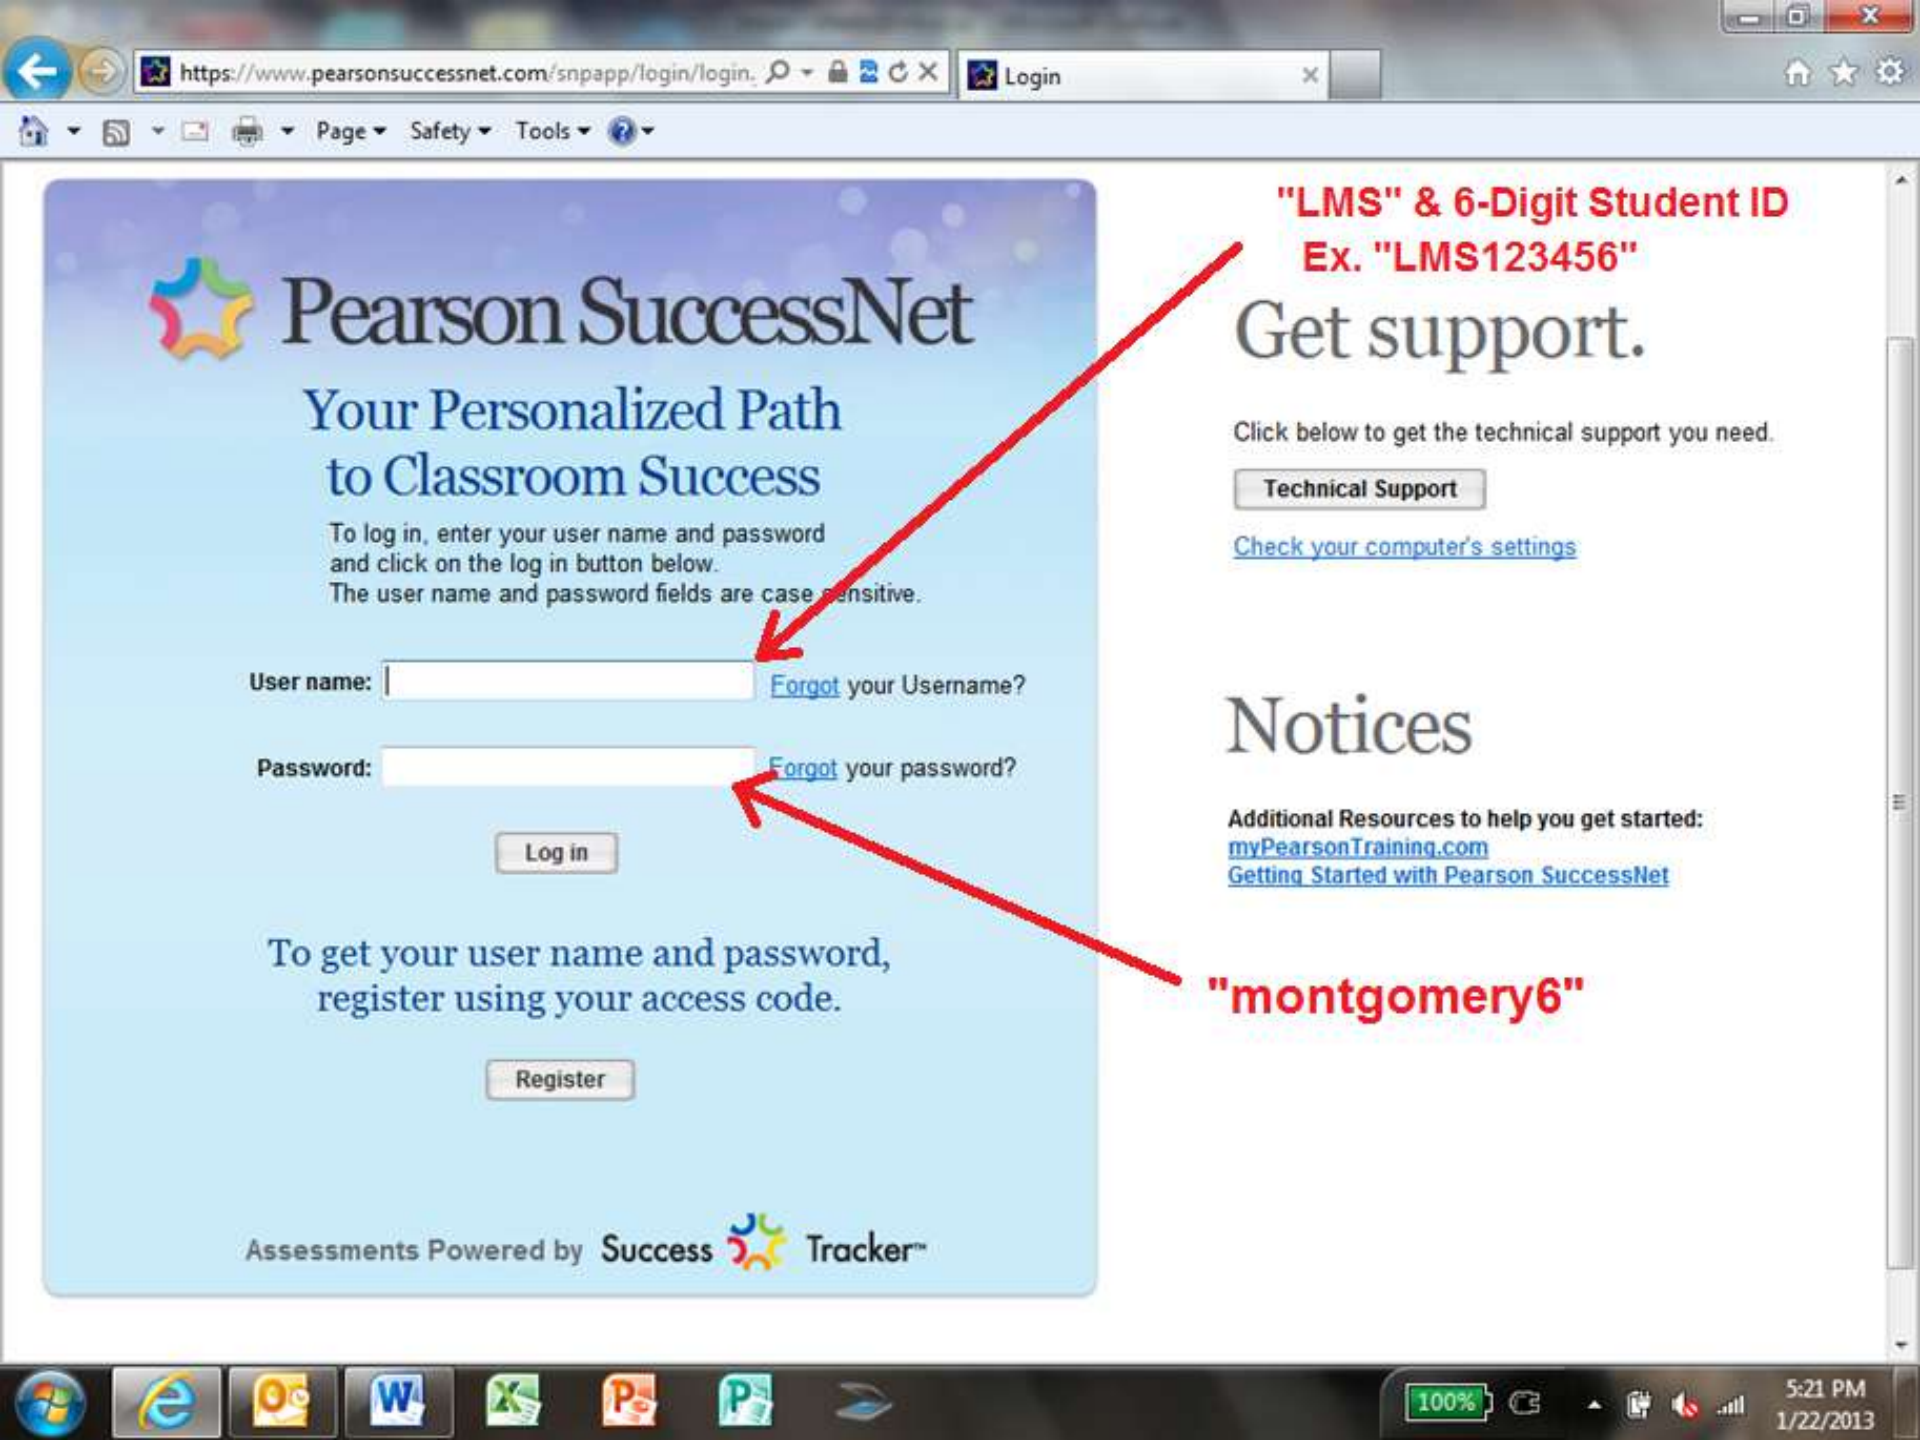 https://www.pearsonsuccessnet.com/snpapp/login/login.
Login
Page Safety Tools
"LMS" & 6-Digit Student ID
Ex. "LMS123456"
Pearson SuccessNet
Your Personalized Path
to Classroom Success
To log in, enter your user name and password
and click on the log in button below.
The user name and password fields are case sensitive.
User name:
Forgot your Username?
Password:
Forgot your password?
Log in
To get your user name and password,
register using your access code.
Register
Assessments Powered by Success Tracker™
Get support.
Click below to get the technical support you need.
Technical Support
Check your computer's settings
Notices
Additional Resources to help you get started:
myPearsonTraining.com
Getting Started with Pearson SuccessNet
"montgomery6"
100%
5:21 PM
1/22/2013